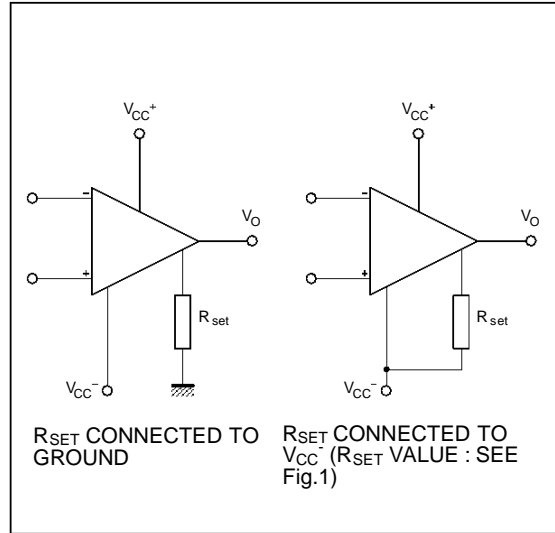 VCC+
VCC+
-
-
VO
VO
+
+
Rset
Rset
VCC-
VCC-
RSET CONNECTED TO
GROUND
RSET CONNECTED TO
VCC- (RSET VALUE : SEE
Fig.1)